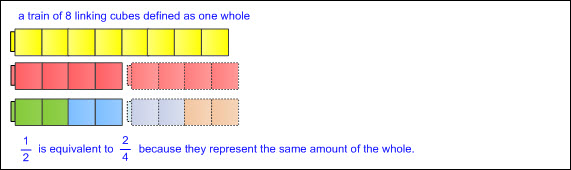 a train of 8 linking cubes defined as one whole
1/2 is equivalent to 2/4 because they represent the same amount of the whole.